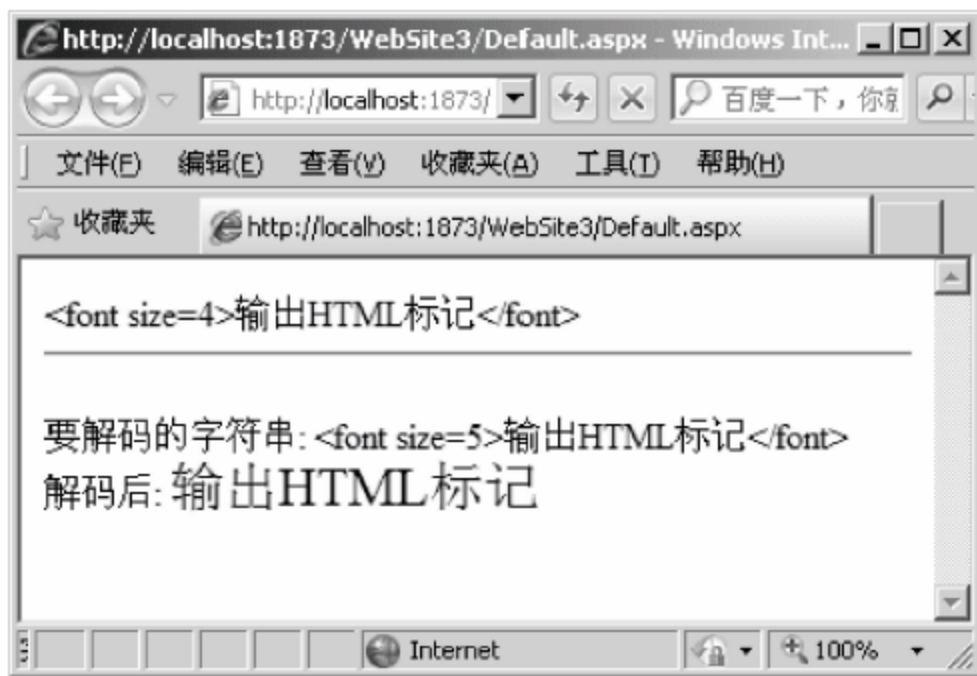 http://localhost:1873/WebSite3/Default.aspx - Windows Int...
http://localhost:1873/
百度一下，你
文件(F) 编辑(E) 查看(V) 收藏夹(A) 工具(T) 帮助(H)
收藏夹 http://localhost:1873/WebSite3/Default.aspx
<font size=4>输出HTML标记</font>
要解码的字符串: <font size=5>输出HTML标记</font>
解码后: 输出HTML标记
Internet 100%